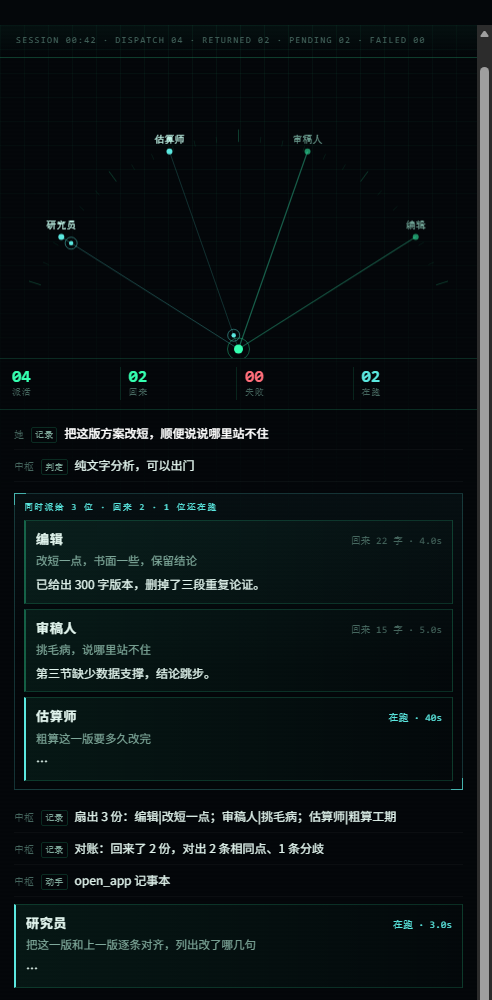 SESSION 00:42 · DISPATCH 04 · RETURNED 02 · PENDING 02 · FAILED 00
估算师 审稿人
研究员 编辑
04 02 00 02
派活 回来 失败 在跑
她 记录 把这版方案改短，顺便说说哪里站不住
中枢 判定 纯文字分析，可以出门
同时派给 3 位 · 回来 2 · 1 位还在跑
编辑 回来 22 字 · 4.0s
改短一点，书面一些，保留结论
已给出 300 字版本，删掉了三段重复论证。
审稿人 回来 15 字 · 5.0s
挑毛病，说哪里站不住
第三节缺少数据支撑，结论跳步。
估算师 在跑 · 40s
粗算这一版要多久改完
…
中枢 记录 扇出 3 份：编辑|改短一点；审稿人|挑毛病；估算师|粗算工期
中枢 记录 对账：回来了 2 份，对出 2 条相同点、1 条分歧
中枢 动手 open_app 记事本
研究员 在跑 · 3.0s
把这一版和上一版逐条对齐，列出改了哪几句
…